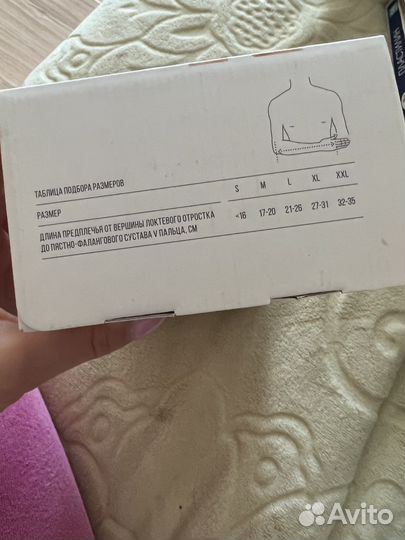 ТАБЛИЦА ПОДБОРА РАЗМЕРОВ
РАЗМЕР S M L XL XXL
ДЛИНА ПРЕДПЛЕЧЬЯ ОТ ВЕРШИНЫ ЛОКТЕВОГО ОТРОСТКА
ДО ПЯСТНО-ФАЛАНГОВОГО СУСТАВА V ПАЛЬЦА, СМ <16 17-20 21-26 27-31 32-35
Avito